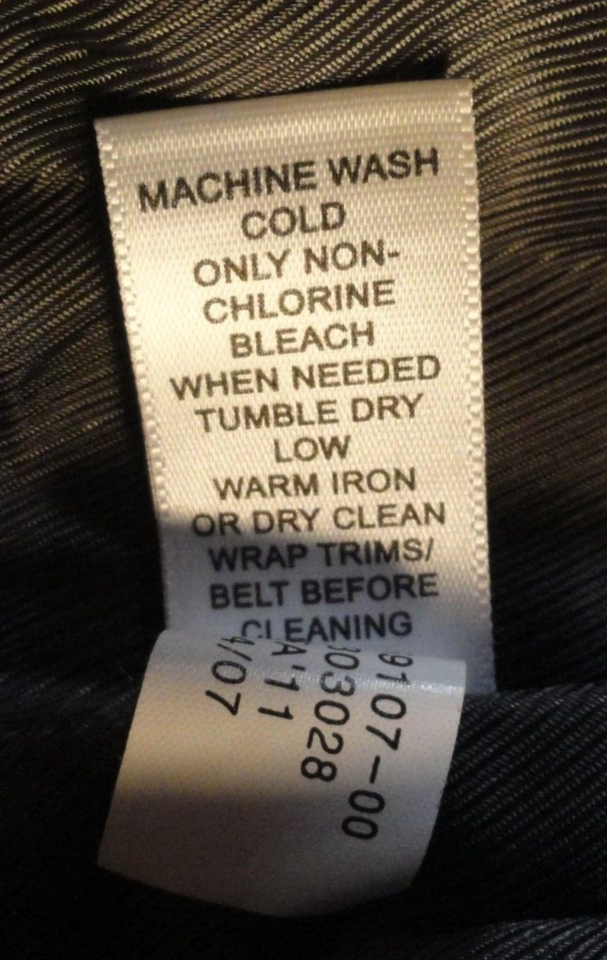 MACHINE WASH
COLD
ONLY NON-
CHLORINE
BLEACH
WHEN NEEDED
TUMBLE DRY
LOW
WARM IRON
OR DRY CLEAN
WRAP TRIMS/
BELT BEFORE
CLEANING
9107-00
03028
A'11
4/07